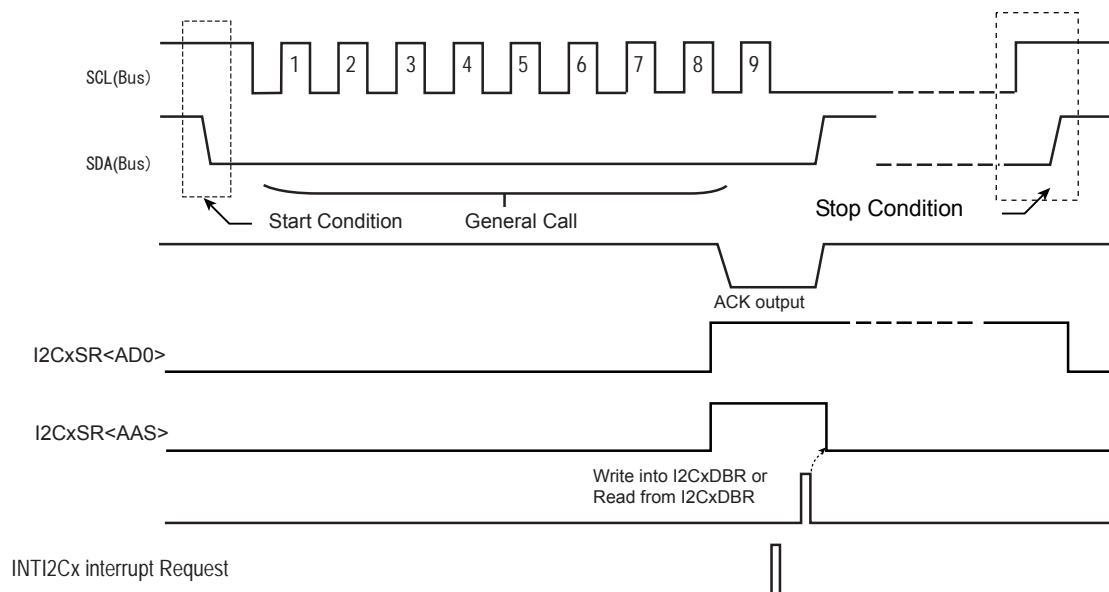 SCL(Bus)
1 2 3 4 5 6 7 8 9
SDA(Bus)
Start Condition
General Call
Stop Condition
ACK output
I2CxSR<AD0>
I2CxSR<AAS>
Write into I2CxDBR or
Read from I2CxDBR
INTI2Cx interrupt Request